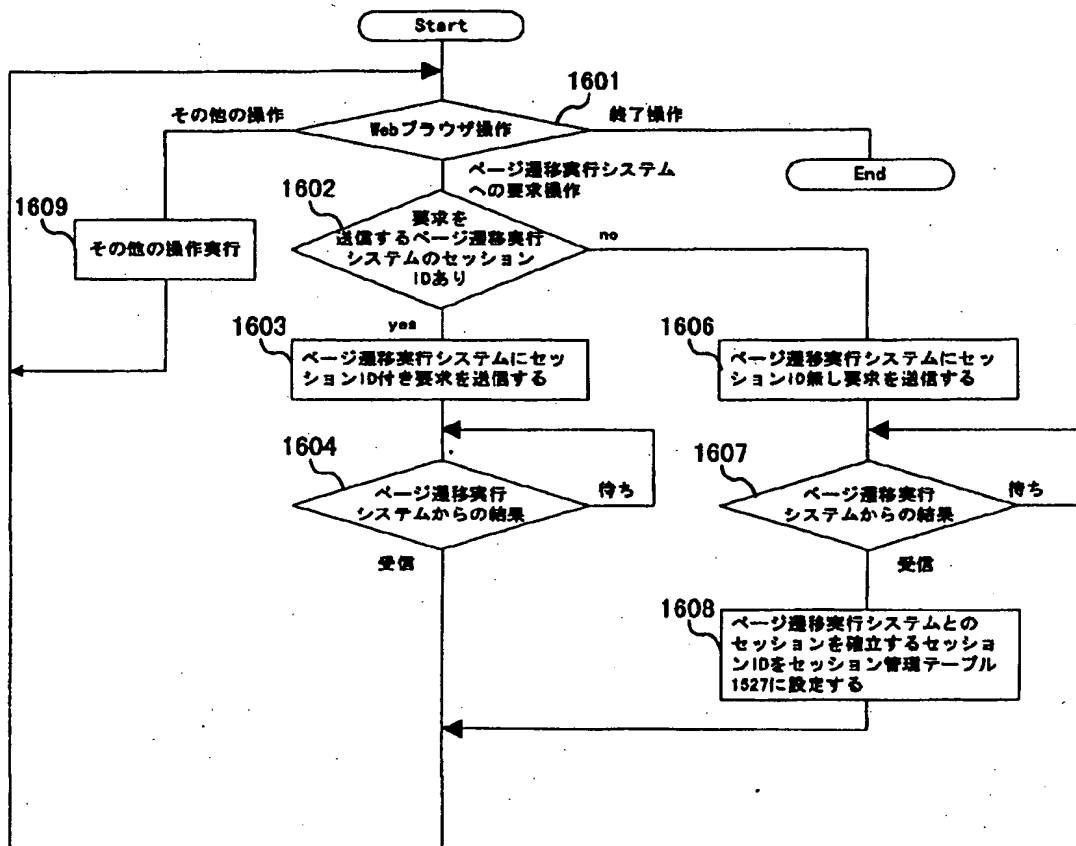 Start
1601
その他の操作
Webブラウザ操作
終了操作
End
ページ遷移実行システム
への要求操作
1602
要求を
送信するページ遷移実行
システムのセッション
IDあり
no
1609
その他の操作実行
yes
1603
ページ遷移実行システムにセッ
ションID付き要求を送信する
1606
ページ遷移実行システムにセッ
ションID無し要求を送信する
1604
ページ遷移実行
システムからの結果
待ち
受信
1607
ページ遷移実行
システムからの結果
待ち
受信
1608
ページ遷移実行システムとの
セッションを確立するセッショ
ンIDをセッション管理テーブル
1527に設定する